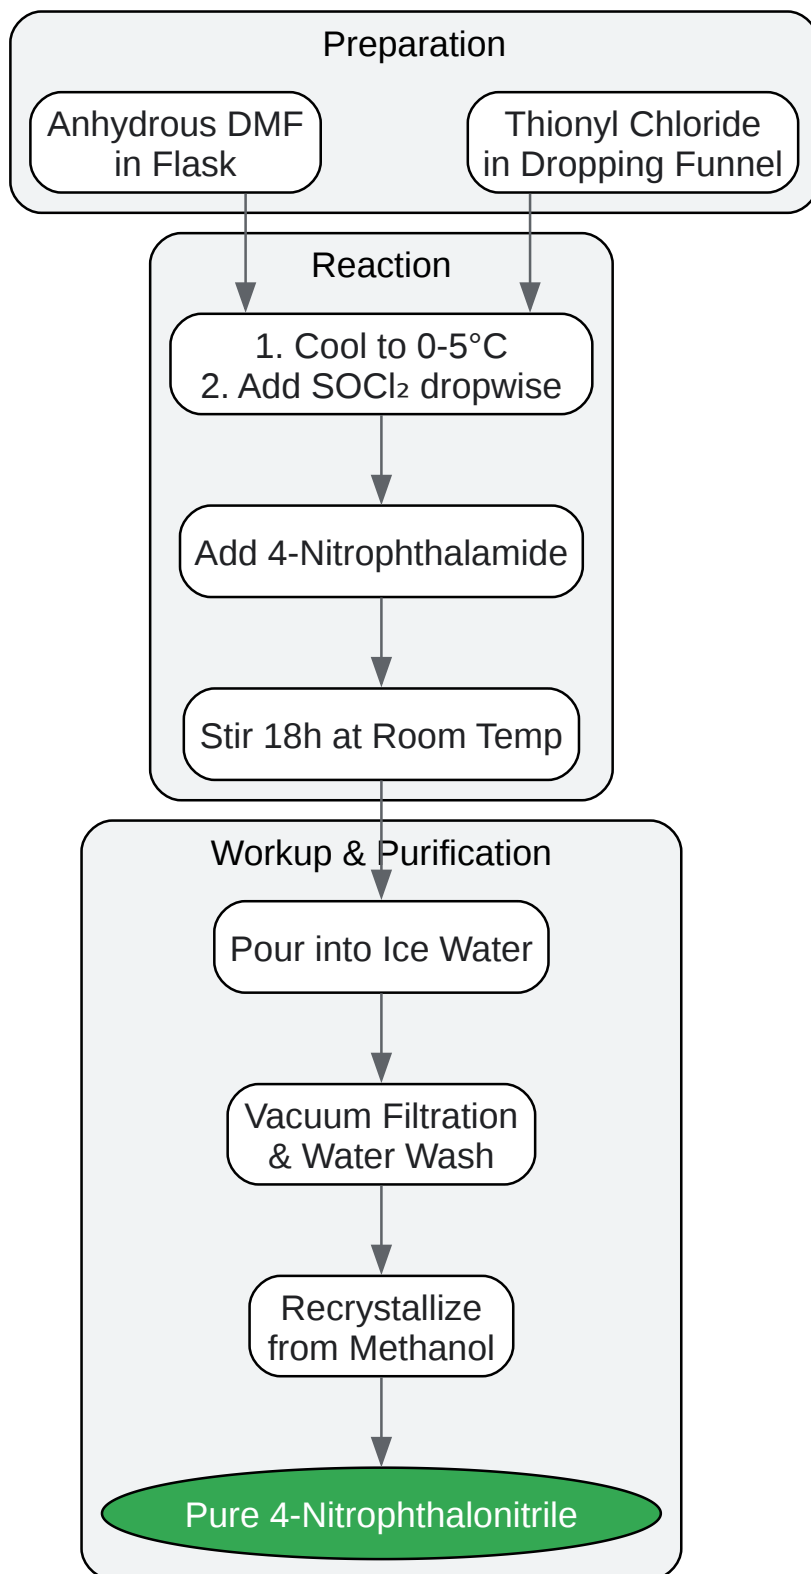 Preparation
Anhydrous DMF
in Flask
Thionyl Chloride
in Dropping Funnel
Reaction
1. Cool to 0-5°C
2. Add SOCl₂ dropwise
Add 4-Nitrophthalamide
Stir 18h at Room Temp
Workup & Purification
Pour into Ice Water
Vacuum Filtration
& Water Wash
Recrystallize
from Methanol
Pure 4-Nitrophthalonitrile